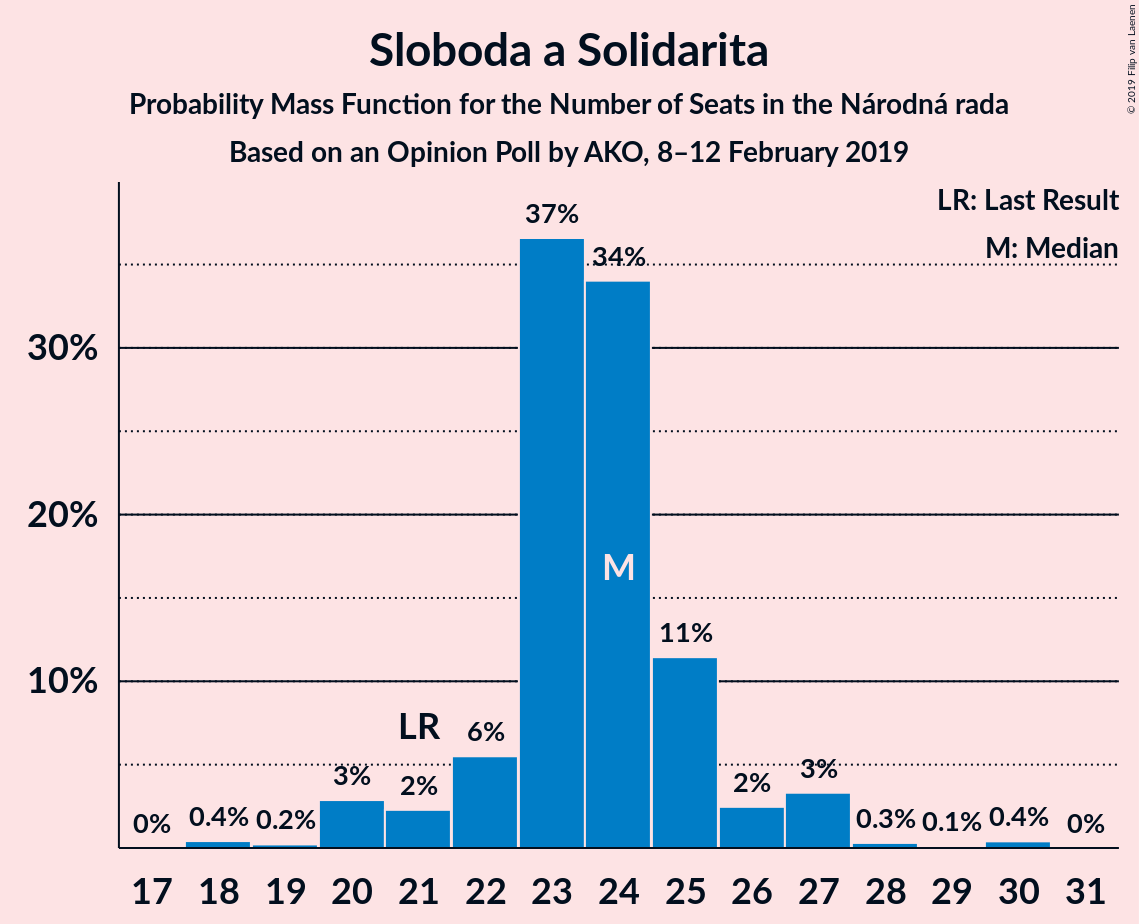 Sloboda a Solidarita
Probability Mass Function for the Number of Seats in the Národná rada
Based on an Opinion Poll by AKO, 8–12 February 2019
© 2019 Filip van Laenen
LR: Last Result
M: Median
30%
20%
10%
0%
0.4%
0.2%
3%
LR
2%
6%
37%
34%
M
11%
2%
3%
0.3%
0.1%
0.4%
0%
17 18 19 20 21 22 23 24 25 26 27 28 29 30 31